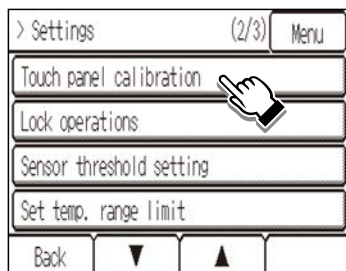 > Settings (2/3) Menu
Touch panel calibration
Lock operations
Sensor threshold setting
Set temp. range limit
Back ▼ ▲